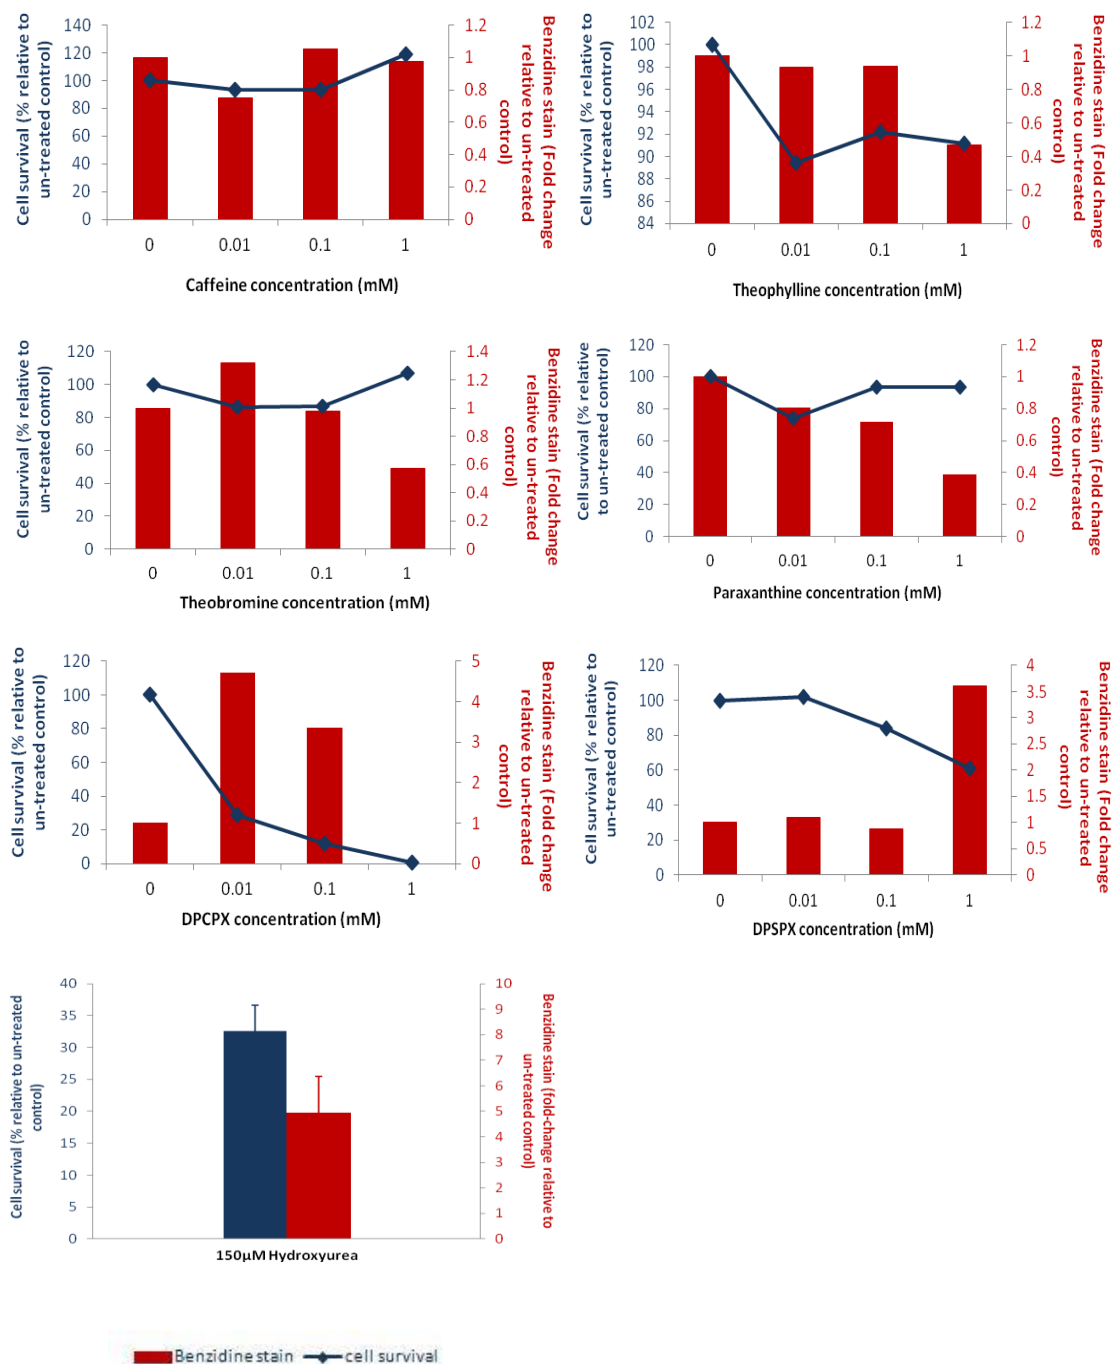 Cell survival (% relative to
un-treated control)
140
120
100
80
60
40
20
0
1.2
1
0.8
0.6
0.4
0.2
0
Benzidine stain (Fold change
relative to un-treated
control)
0 0.01 0.1 1
Caffeine concentration (mM)
Cell survival (% relative to
un-treated control)
102
100
98
96
94
92
90
88
86
84
1.2
1
0.8
0.6
0.4
0.2
0
Benzidine stain (Fold change
relative to un-treated
control)
0 0.01 0.1 1
Theophylline concentration (mM)
Cell survival (% relative to
un-treated control)
120
100
80
60
40
20
0
1.4
1.2
1
0.8
0.6
0.4
0.2
0
Benzidine stain (Fold change
relative to un-treated
control)
0 0.01 0.1 1
Theobromine concentration (mM)
Cell survival (% relative
to un-treated control)
120
100
80
60
40
20
0
1.2
1
0.8
0.6
0.4
0.2
0
Benzidine stain (Fold change
relative to un-treated
control)
0 0.01 0.1 1
Paraxanthine concentration (mM)
Cell survival (% relative to
un-treated control)
120
100
80
60
40
20
0
5
4
3
2
1
0
Benzidine stain (Fold change
relative to un-treated
control)
0 0.01 0.1 1
DPCPX concentration (mM)
Cell survival (% relative to
un-treated control)
120
100
80
60
40
20
0
4
3.5
3
2.5
2
1.5
1
0.5
0
Benzidine stain (Fold change
relative to un-treated
control)
0 0.01 0.1 1
DPSPX concentration (mM)
Cell survival (% relative to un-treated
control)
40
35
30
25
20
15
10
5
0
10
9
8
7
6
5
4
3
2
1
0
Benzidine stain (fold-change relative to
un-treated control)
150µM Hydroxyurea
Benzidine stain cell survival